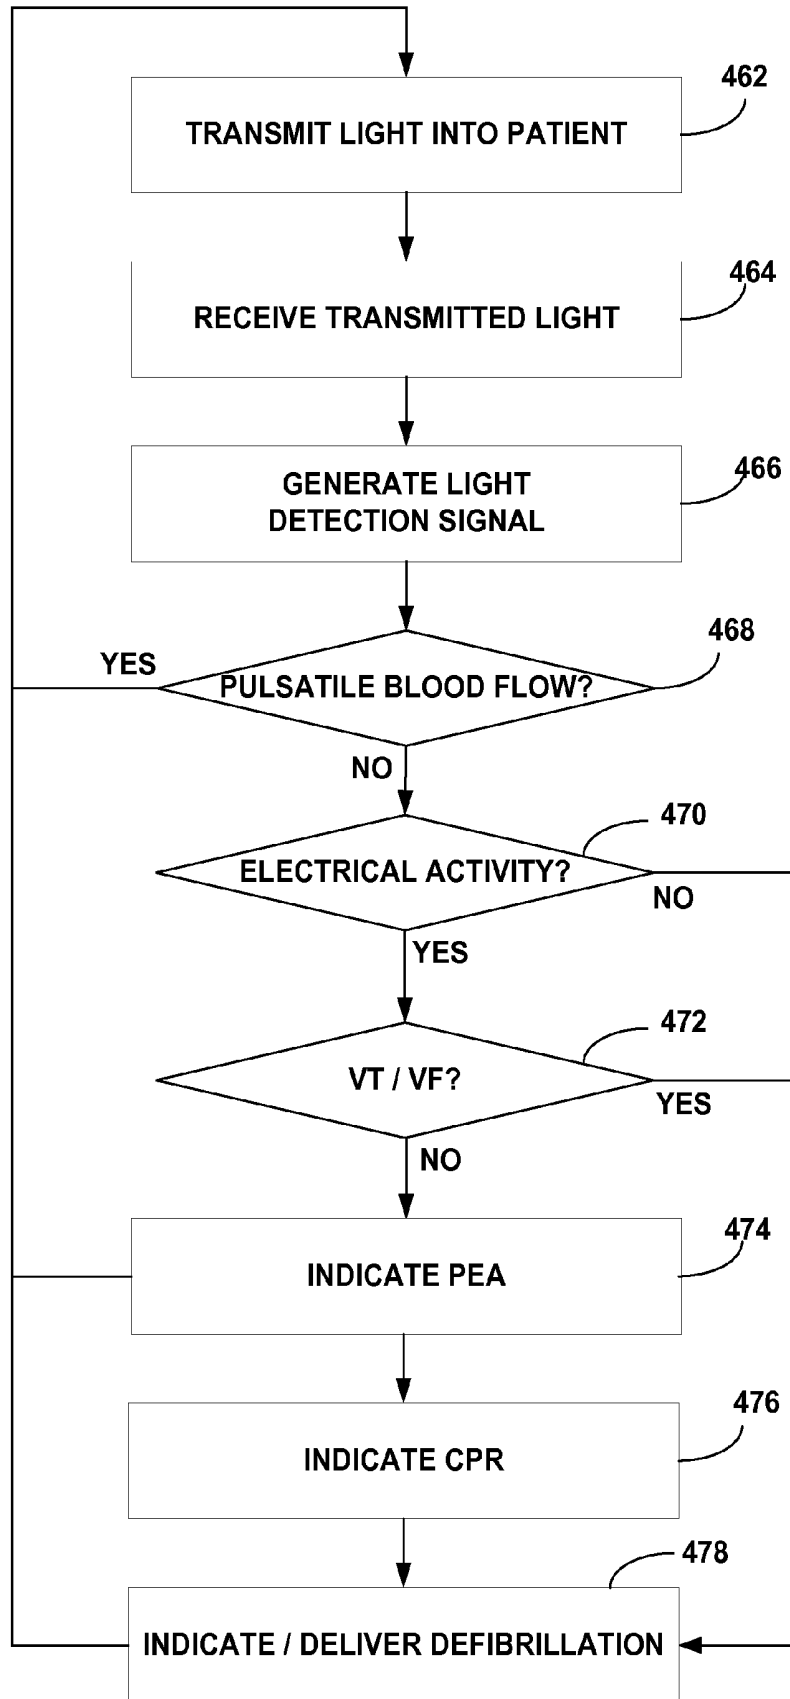 462
TRANSMIT LIGHT INTO PATIENT
464
RECEIVE TRANSMITTED LIGHT
466
GENERATE LIGHT
DETECTION SIGNAL
468
YES
PULSATILE BLOOD FLOW?
NO
470
ELECTRICAL ACTIVITY?
NO
YES
472
VT / VF?
YES
NO
474
INDICATE PEA
476
INDICATE CPR
478
INDICATE / DELIVER DEFIBRILLATION